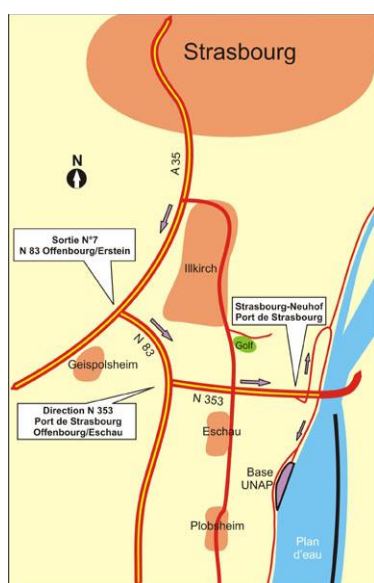 Strasbourg
N
A 35
Sortie N°7
N 83 Offenbourg/Erstein
Illkirch
Strasbourg-Neuhof
Port de Strasbourg
Golf
N 83
Geispolsheim
N 353
Direction N 353
Port de Strasbourg
Offenbourg/Eschau
Eschau
Base
UNAP
Plobsheim
Plan
d'eau